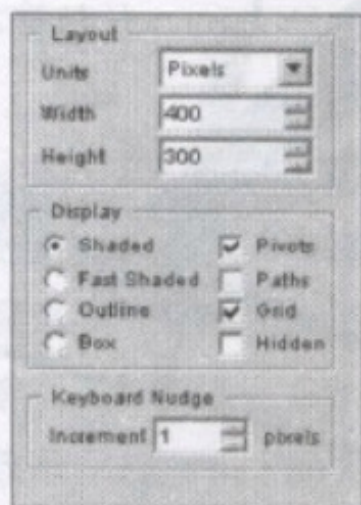 Layout
Units Pixels
Width 400
Height 300
Display
Shaded Pivots
Fast Shaded Paths
Outline Grid
Box Hidden
Keyboard Nudge
Increment 1 pixels